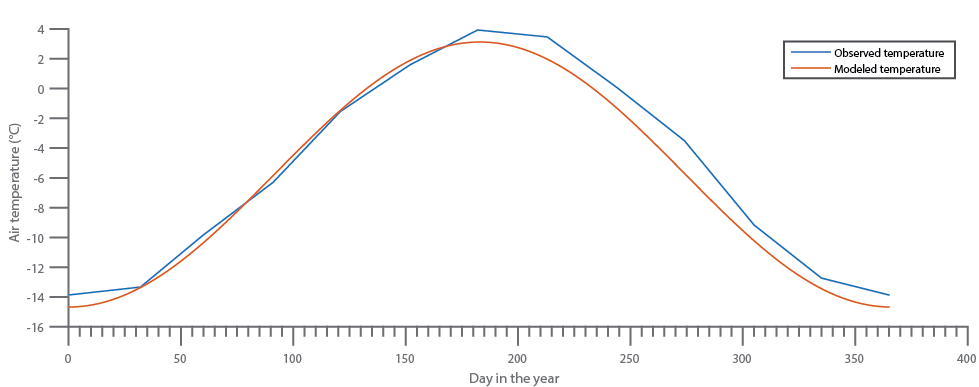 4
2
0
-2
-4
-6
-8
-10
-12
-14
-16
Air temperature (°C)
Observed temperature
Modeled temperature
0 50 100 150 200 250 300 350 400
Day in the year